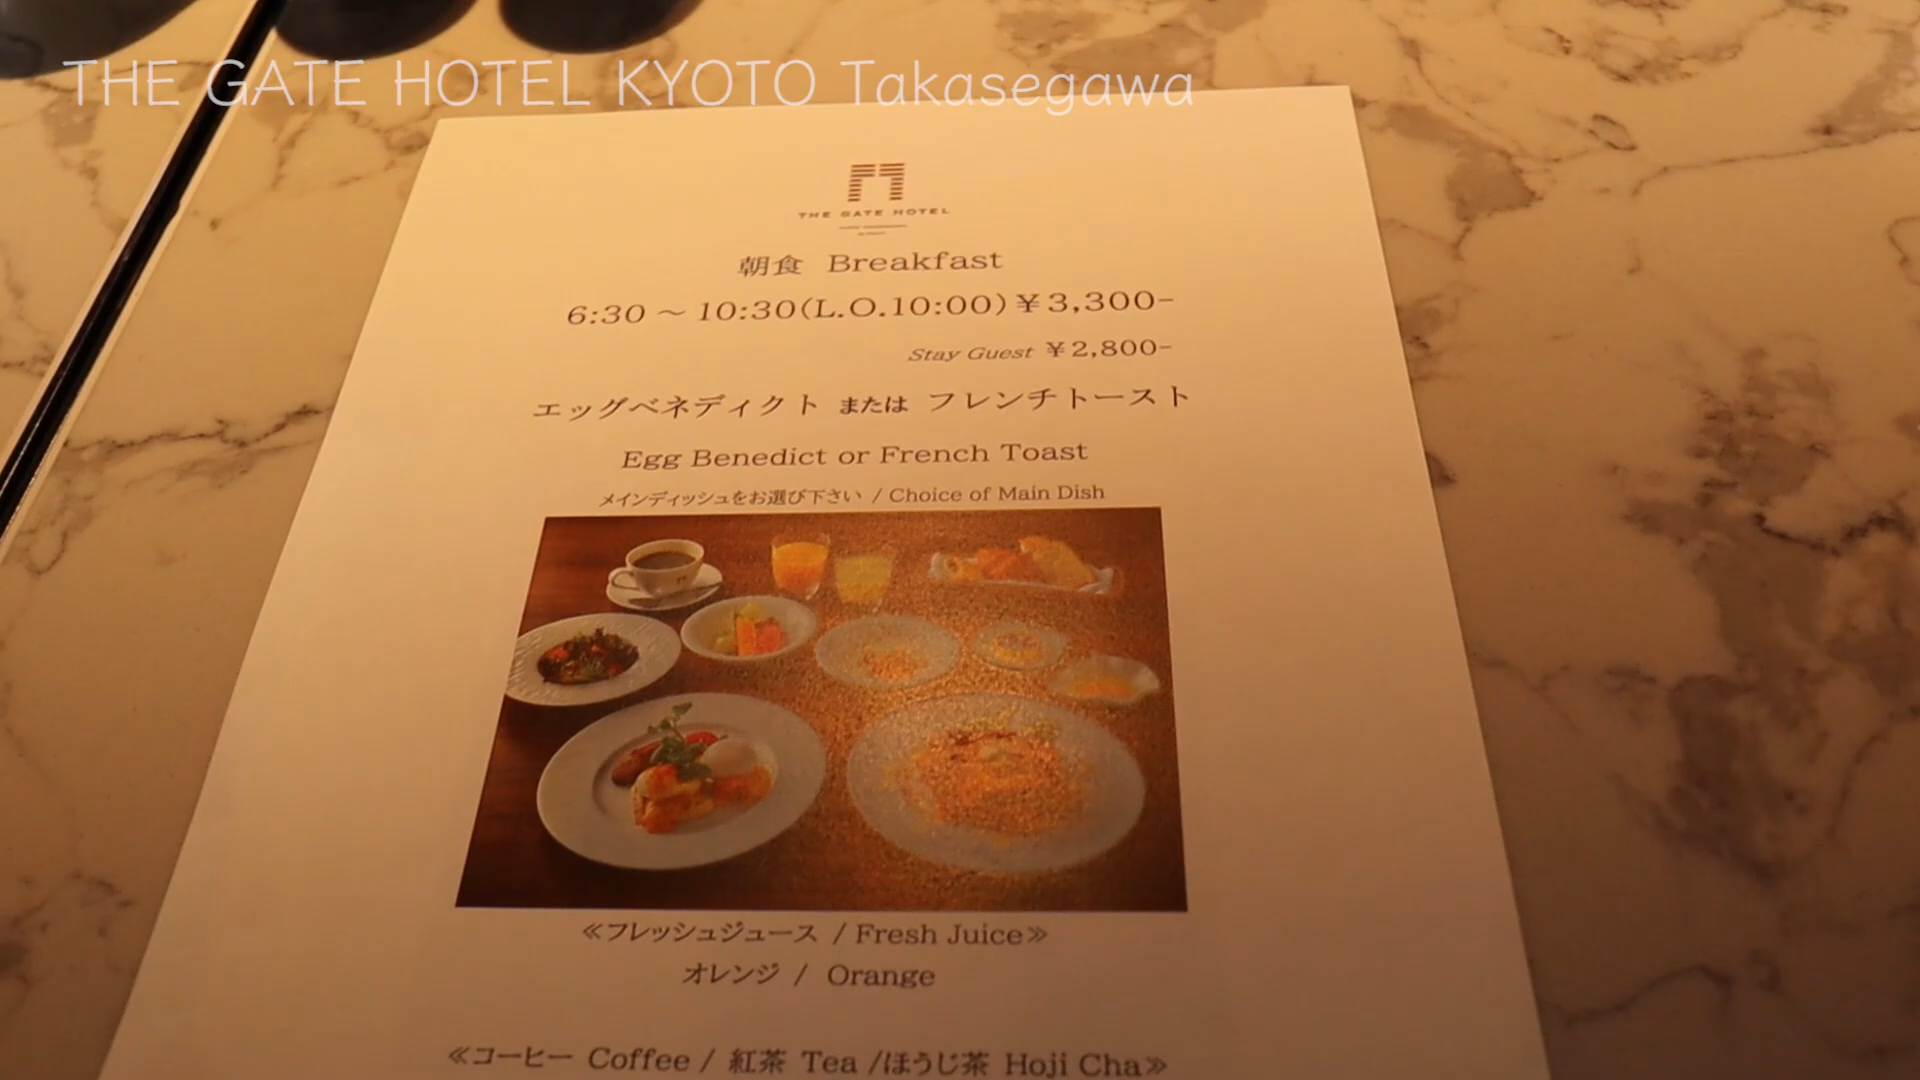 THE GATE HOTEL KYOTO Takasegawa
THE GATE HOTEL
朝食 Breakfast
6:30 ～ 10:30(L.O.10:00)￥3,300-
Stay Guest ￥2,800-
エッグベネディクト または フレンチトースト
Egg Benedict or French Toast
メインディッシュをお選び下さい / Choice of Main Dish
≪フレッシュジュース / Fresh Juice≫
オレンジ / Orange
≪コーヒー Coffee / 紅茶 Tea /ほうじ茶 Hoji Cha≫